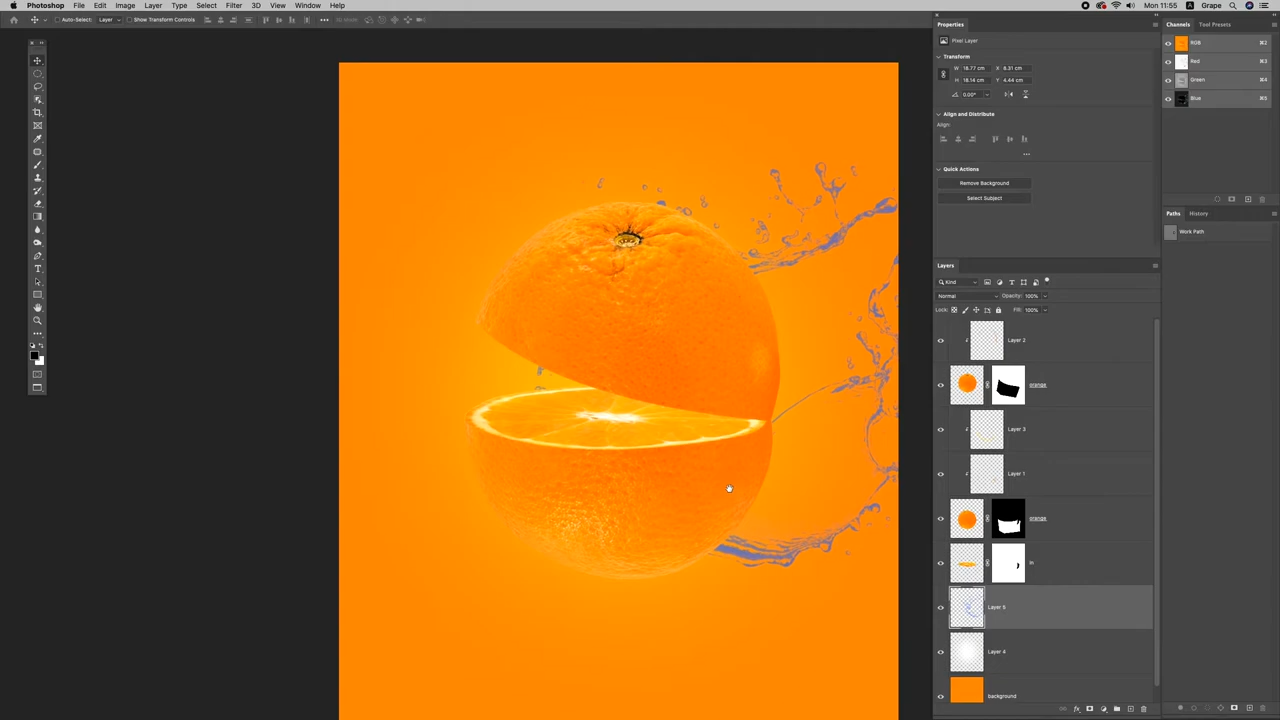 Photoshop File Edit Image Layer Type Select Filter 3D View Window Help
Mon 11:55 Grape
Auto-Select: Layer Show Transform Controls 3D Mode
Properties
Pixel Layer
Transform
W 18.77 cm X 8.31 cm
H 18.14 cm Y 4.44 cm
0.00°
Align and Distribute
Align:
Quick Actions
Remove Background
Select Subject
Channels Tool Presets
RGB ⌘2
Red ⌘3
Green ⌘4
Blue ⌘5
Paths History
Work Path
Layers
Kind
Normal Opacity: 100%
Lock: Fill: 100%
Layer 2
orange
Layer 3
Layer 1
orange
in
Layer 5
Layer 4
background